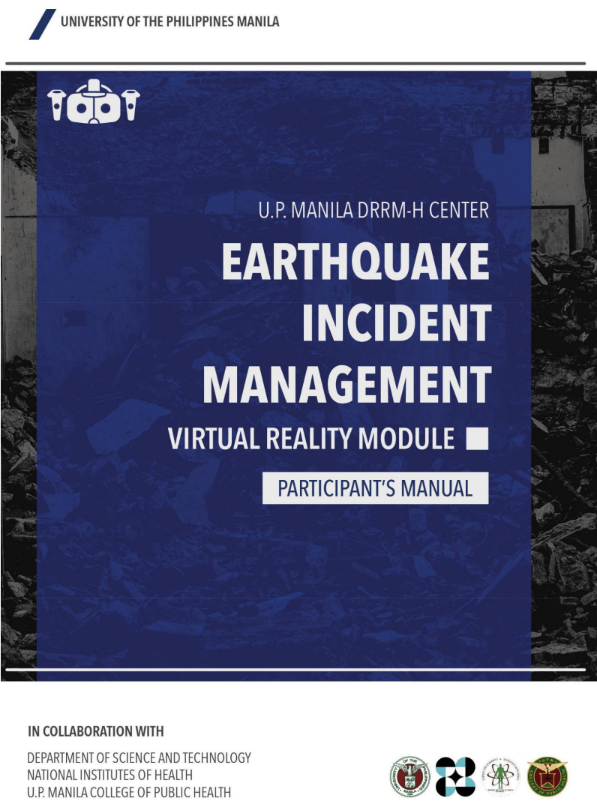 UNIVERSITY OF THE PHILIPPINES MANILA
U.P. MANILA DRRM-H CENTER
EARTHQUAKE
INCIDENT
MANAGEMENT
VIRTUAL REALITY MODULE
PARTICIPANT'S MANUAL
IN COLLABORATION WITH
DEPARTMENT OF SCIENCE AND TECHNOLOGY
NATIONAL INSTITUTES OF HEALTH
U.P. MANILA COLLEGE OF PUBLIC HEALTH